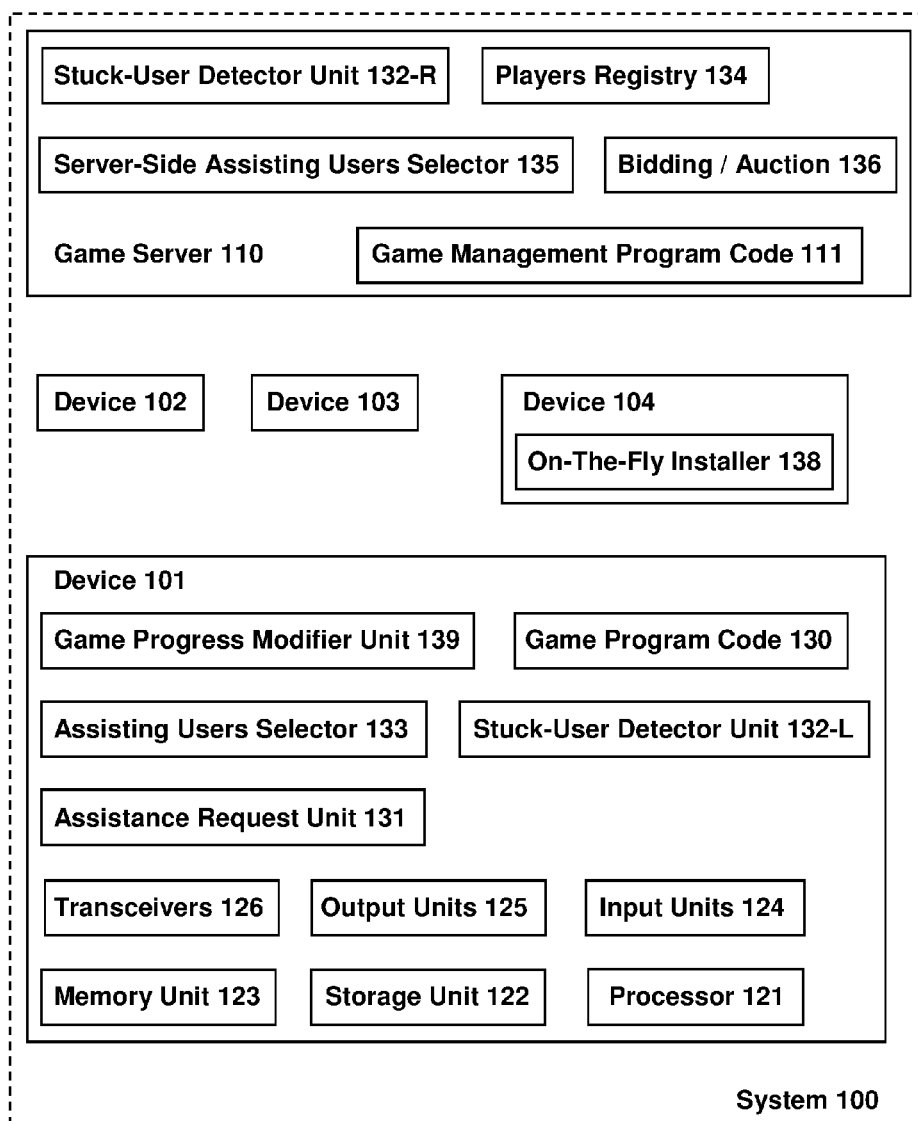 Stuck-User Detector Unit 132-R
Players Registry 134
Server-Side Assisting Users Selector 135
Bidding / Auction 136
Game Server 110
Game Management Program Code 111
Device 102
Device 103
Device 104
On-The-Fly Installer 138
Device 101
Game Progress Modifier Unit 139
Game Program Code 130
Assisting Users Selector 133
Stuck-User Detector Unit 132-L
Assistance Request Unit 131
Transceivers 126
Output Units 125
Input Units 124
Memory Unit 123
Storage Unit 122
Processor 121
System 100